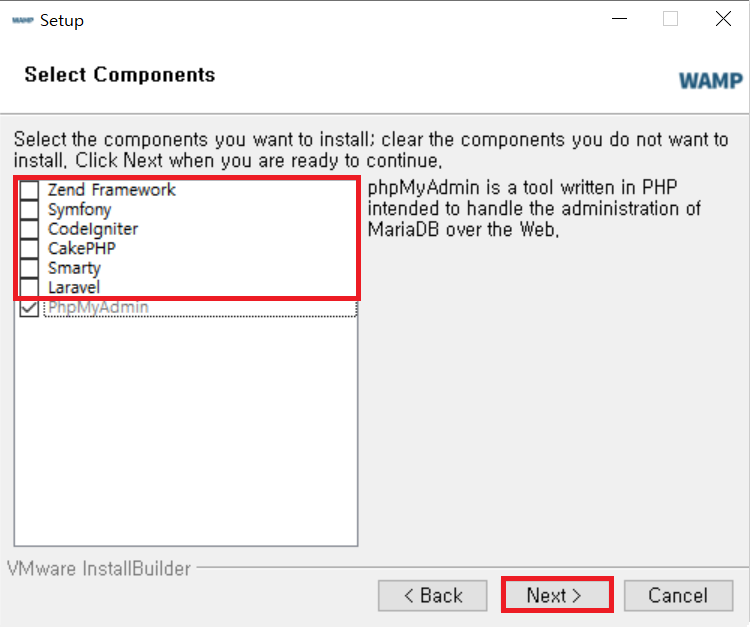 WAMP Setup
Select Components
WAMP
Select the components you want to install; clear the components you do not want to
install. Click Next when you are ready to continue.
Zend Framework
Symfony
CodeIgniter
CakePHP
Smarty
Laravel
PhpMyAdmin
phpMyAdmin is a tool written in PHP
intended to handle the administration of
MariaDB over the Web.
VMware InstallBuilder
< Back
Next >
Cancel